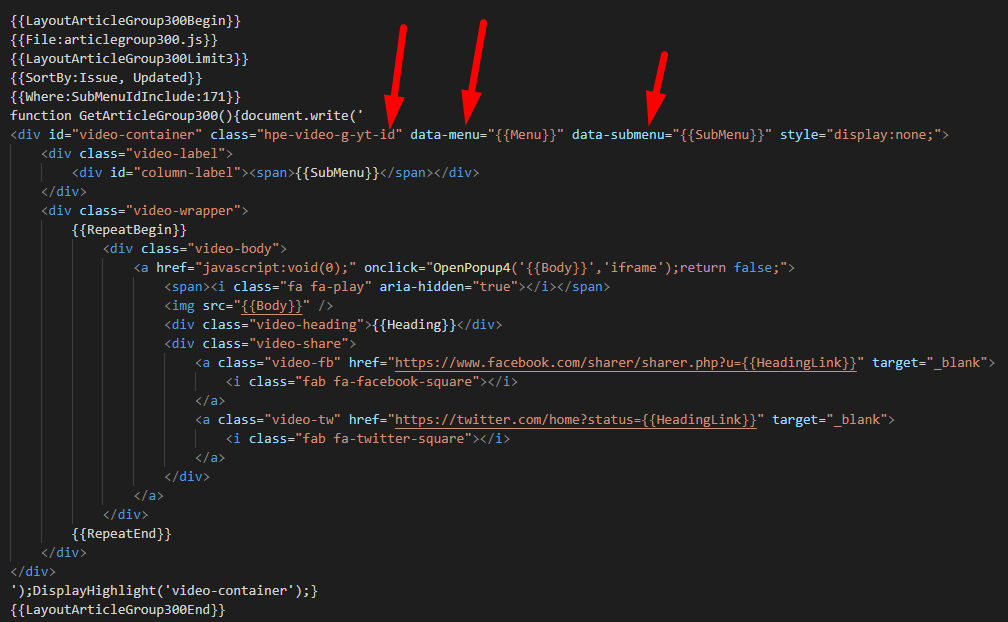 {{LayoutArticleGroup300Begin}}
{{File:articlegroup300.js}}
{{LayoutArticleGroup300Limit3}}
{{SortBy:Issue, Updated}}
{{Where:SubMenuIdInclude:171}}
function GetArticleGroup300(){document.write('
<div id="video-container" class="hpe-video-g-yt-id" data-menu="{{Menu}}" data-submenu="{{SubMenu}}" style="display:none;">
<div class="video-label">
<div id="column-label"><span>{{SubMenu}}</span></div>
</div>
<div class="video-wrapper">
{{RepeatBegin}}
<div class="video-body">
<a href="javascript:void(0);" onclick="OpenPopup4('{{Body}}','iframe');return false;">
<span><i class="fa fa-play" aria-hidden="true"></i></span>
<img src="{{Body}}" />
<div class="video-heading">{{Heading}}</div>
<div class="video-share">
<a class="video-fb" href="https://www.facebook.com/sharer/sharer.php?u={{HeadingLink}}" target="_blank">
<i class="fab fa-facebook-square"></i>
</a>
<a class="video-tw" href="https://twitter.com/home?status={{HeadingLink}}" target="_blank">
<i class="fab fa-twitter-square"></i>
</a>
</div>
</a>
</div>
{{RepeatEnd}}
</div>
</div>
');DisplayHighlight('video-container');}
{{LayoutArticleGroup300End}}